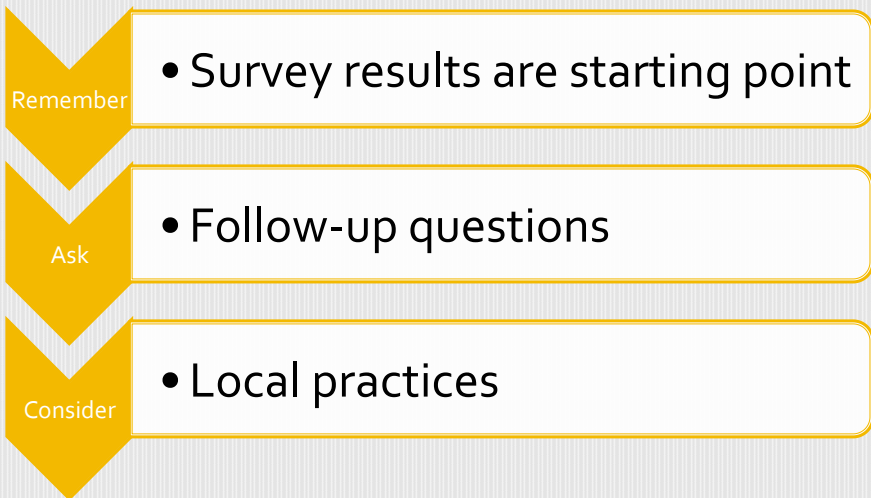 Remember
• Survey results are starting point
Ask
• Follow-up questions
Consider
• Local practices